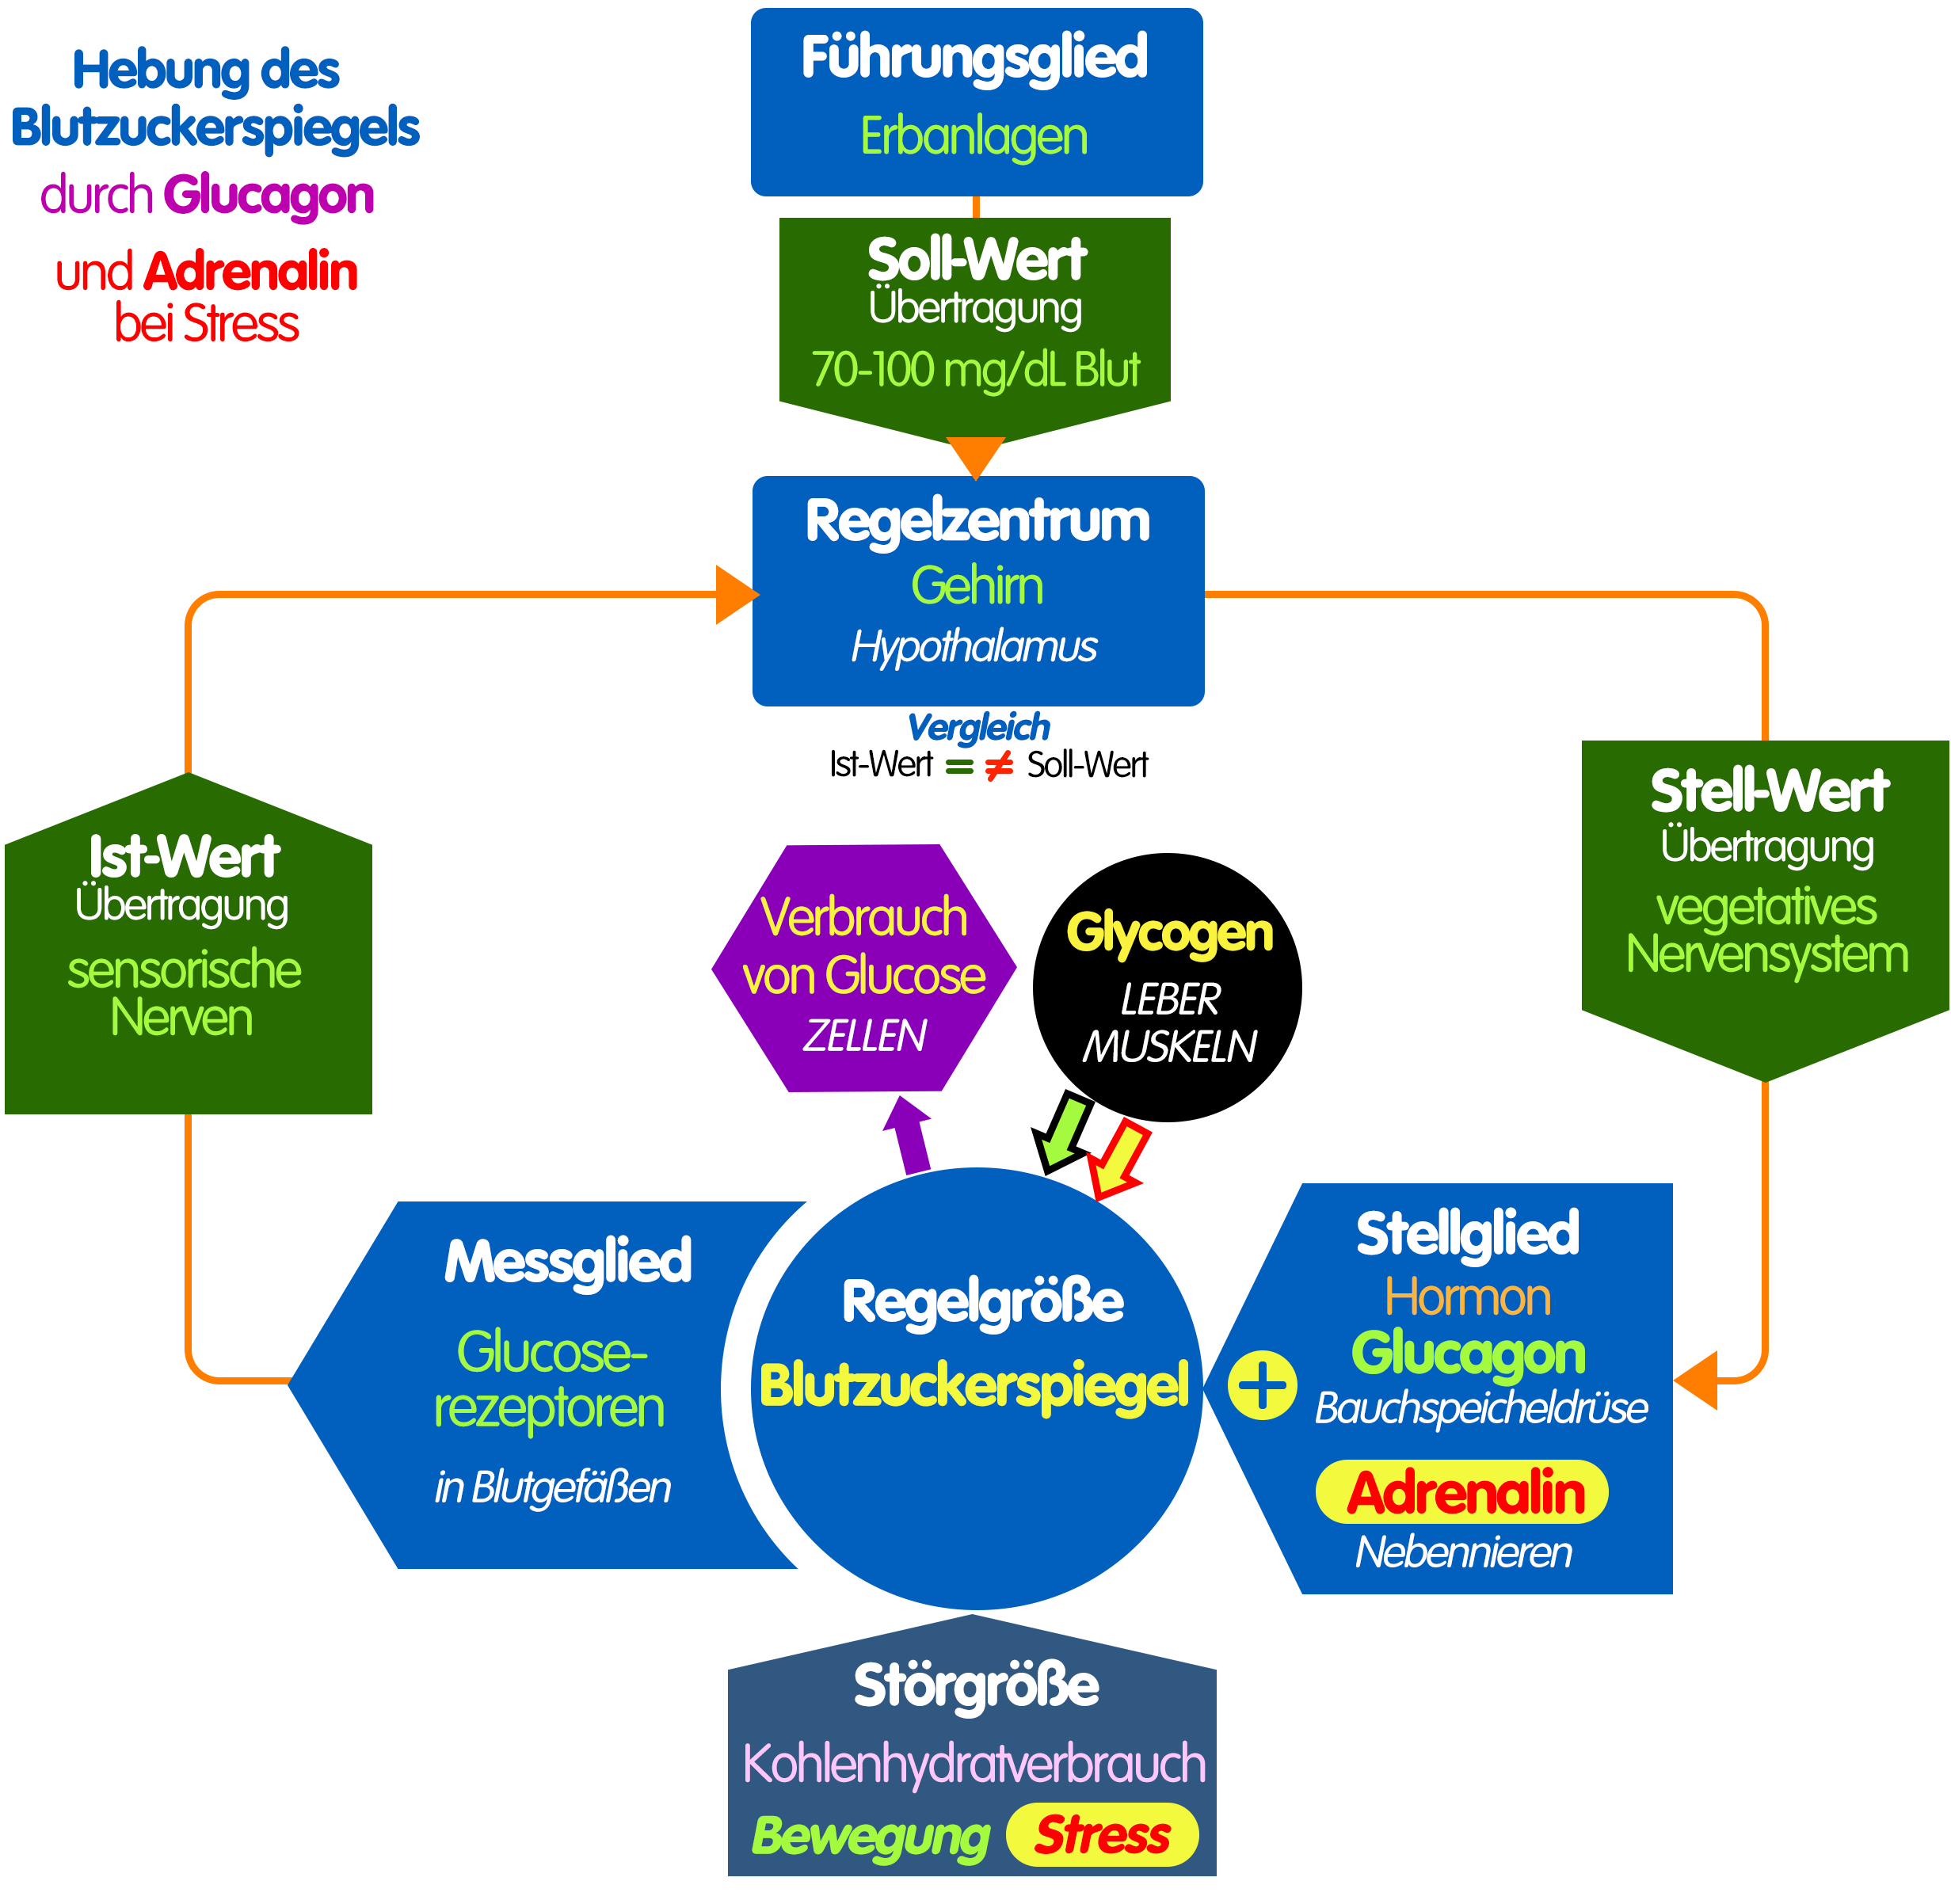 Hebung des
Blutzuckerspiegels
durch Glucagon
und Adrenalin
bei Stress
Führungsglied
Erbanlagen
Soll-Wert
Übertragung
70-100 mg/dL Blut
Regelzentrum
Gehirn
Hypothalamus
Vergleich
Ist-Wert = ≠ Soll-Wert
Ist-Wert
Übertragung
sensorische
Nerven
Verbrauch
von Glucose
ZELLEN
Glycogen
LEBER
MUSKELN
Stell-Wert
Übertragung
vegetatives
Nervensystem
Messglied
Glucose-
rezeptoren
in Blutgefäßen
Regelgröße
Blutzuckerspiegel
+
Stellglied
Hormon
Glucagon
Bauchspeicheldrüse
Adrenalin
Nebennieren
Störgröße
Kohlenhydratverbrauch
Bewegung Stress